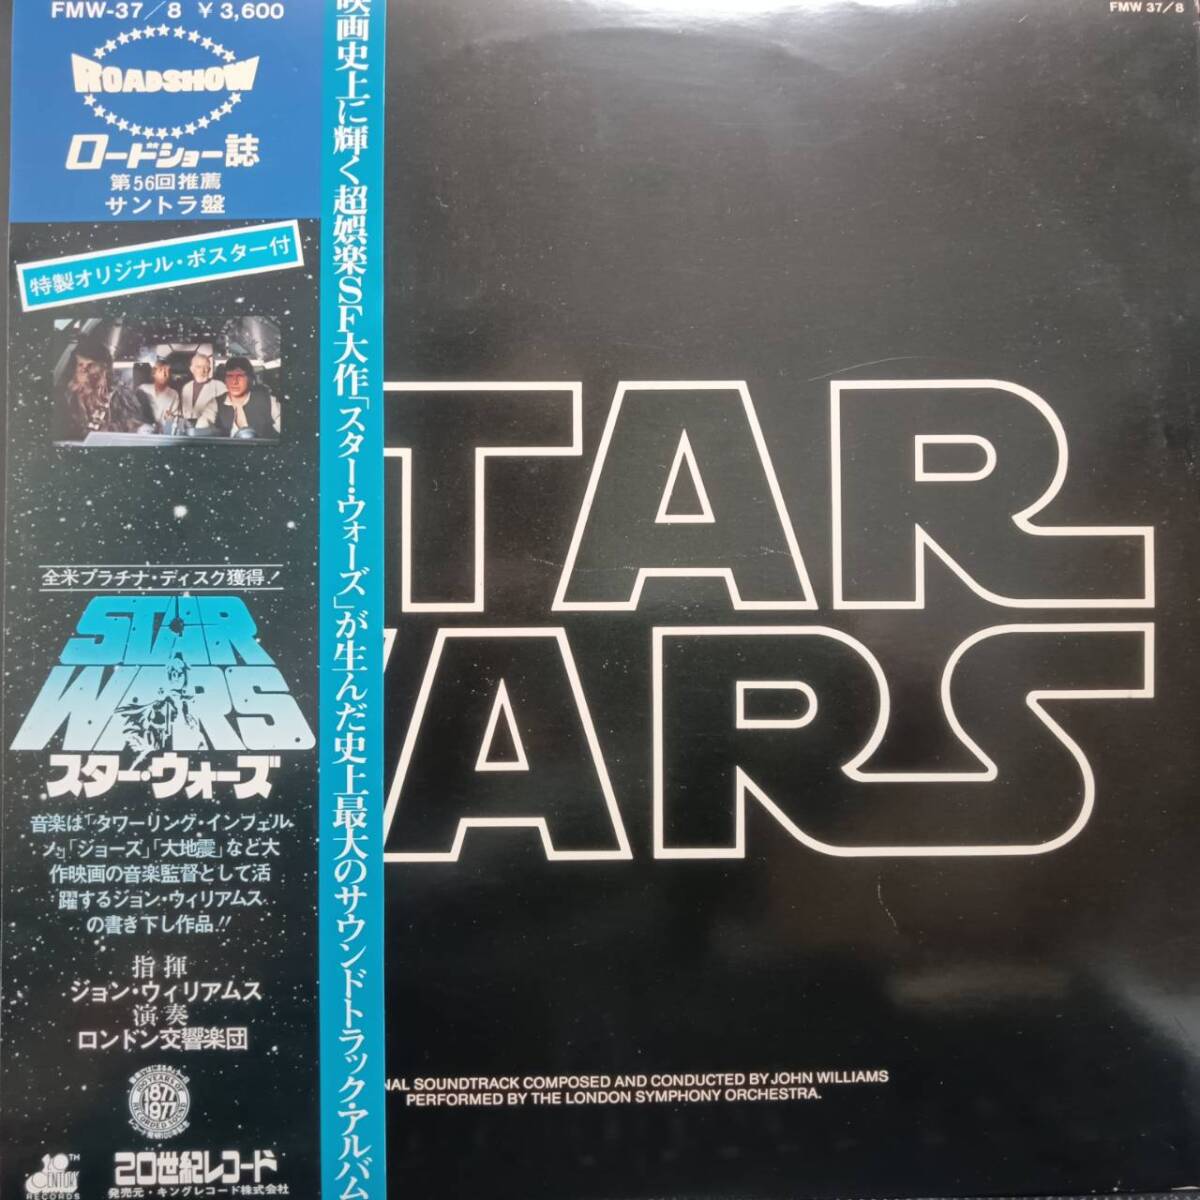 FMW-37/8 ¥3,600
ROADSHOW
ロードショー誌
第56回推薦
サントラ盤
特製オリジナル・ポスター付
全米プラチナ・ディスク獲得!
STAR
WARS
スター・ウォーズ
音楽は「タワーリング・インフェル
ノ」「ジョーズ」「大地震」など大
作映画の音楽監督として活
躍するジョン・ウィリアムス
の書き下し作品!!
指揮
ジョン・ウィリアムス
演奏
ロンドン交響楽団
100 YEARS OF
1877
1977
RECORDED SOUND
20TH
CENTURY
RECORDS
20世紀レコード
発売元・キングレコード株式会社
映画史上に輝く超娯楽SF大作「スター・ウォーズ」が生んだ史上最大のサウンドトラック・アルバム
FMW 37/8
TAR
WARS
NAL SOUNDTRACK COMPOSED AND CONDUCTED BY JOHN WILLIAMS
PERFORMED BY THE LONDON SYMPHONY ORCHESTRA.